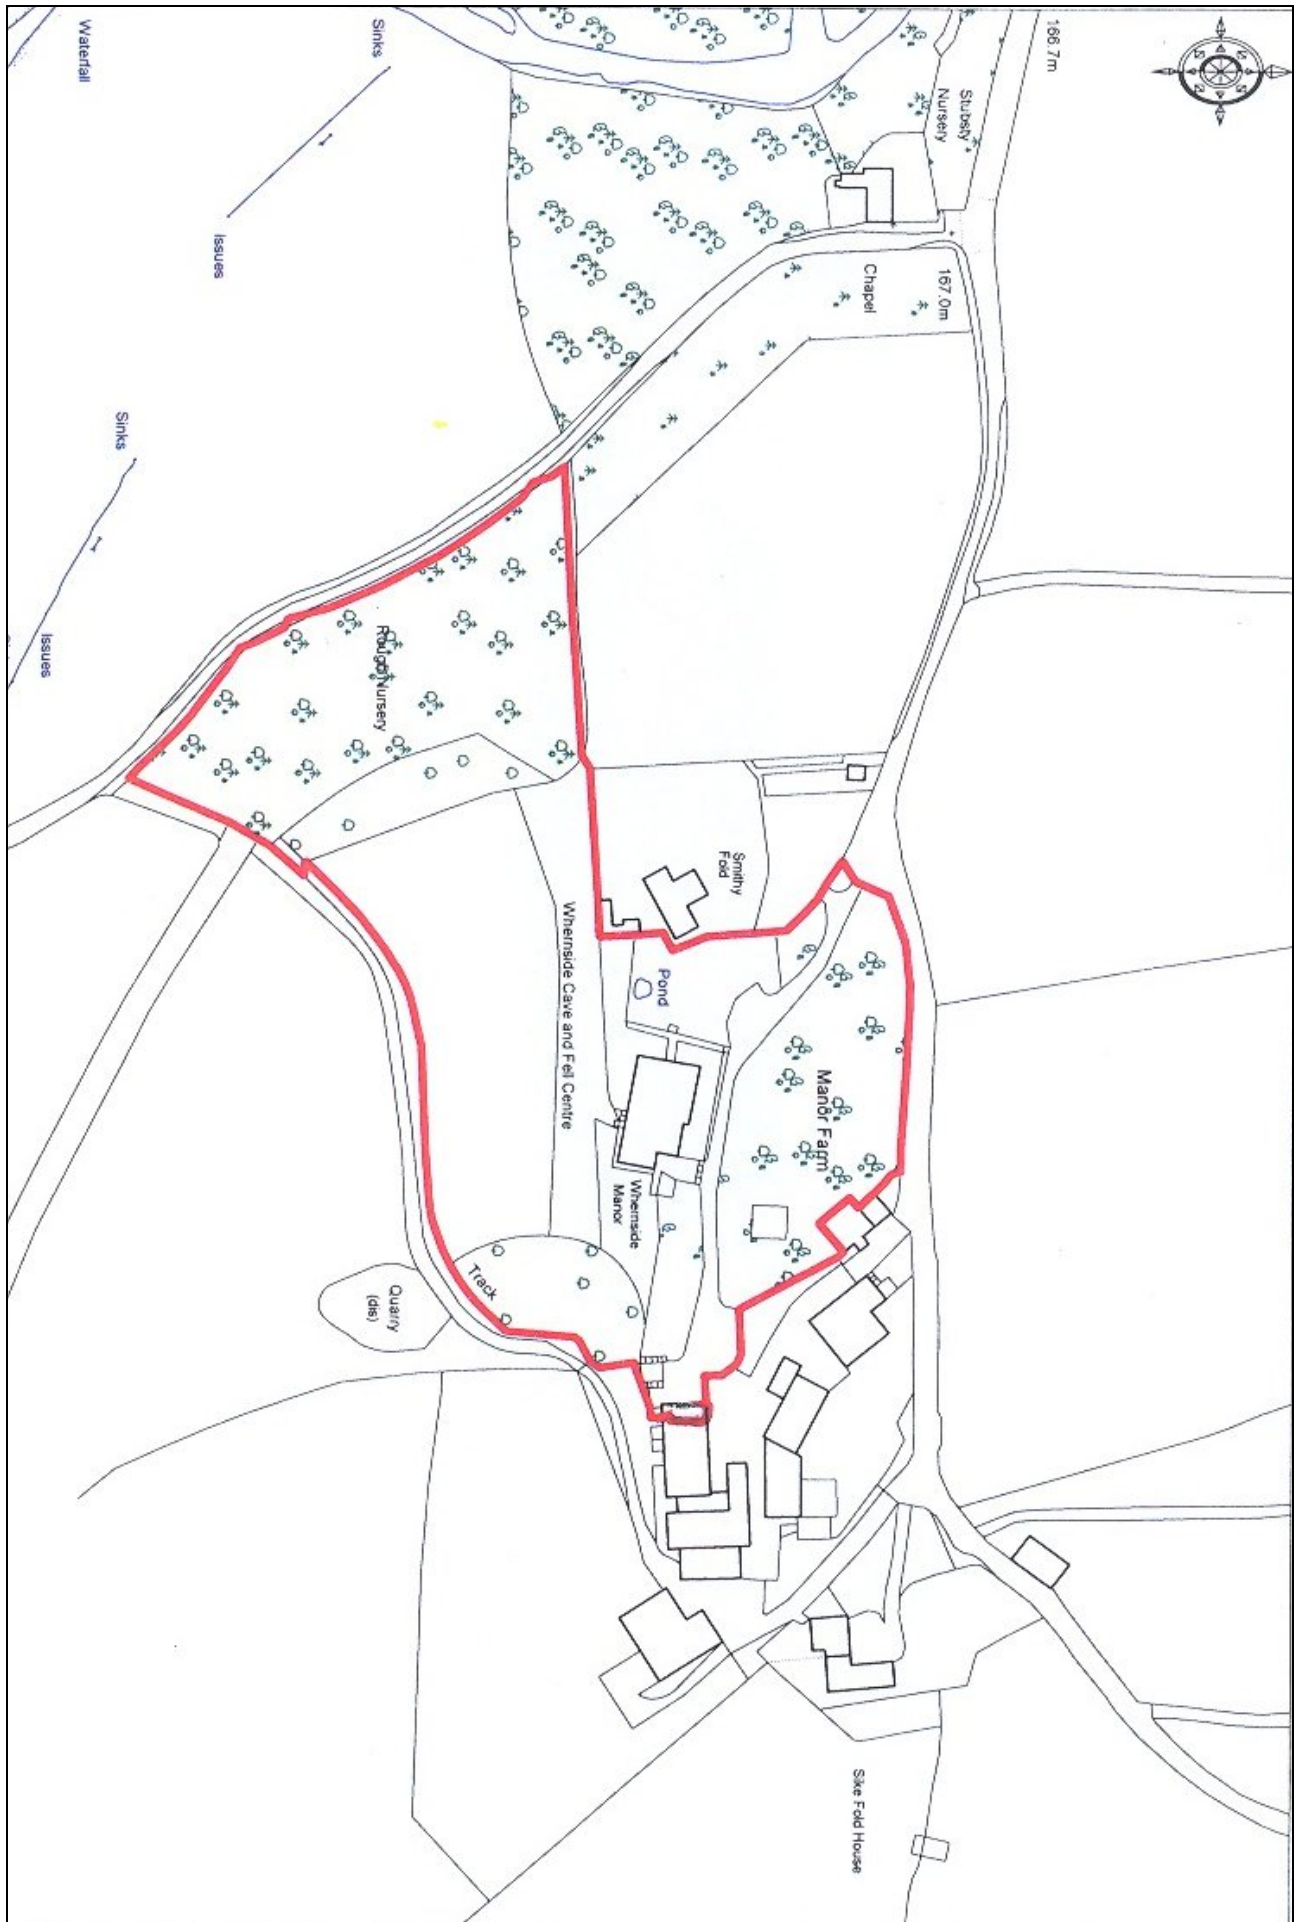 Waterfall
Sinks
166.7m
Stubsty
Nursery
Issues
Chapel
167.0m
Sinks
Issues
Rough Nursery
Smithy
Fold
Whernside Cave and Fell Centre
Pond
Manor Farm
Whernside
Manor
Track
Quarry
(dis)
Sike Fold House